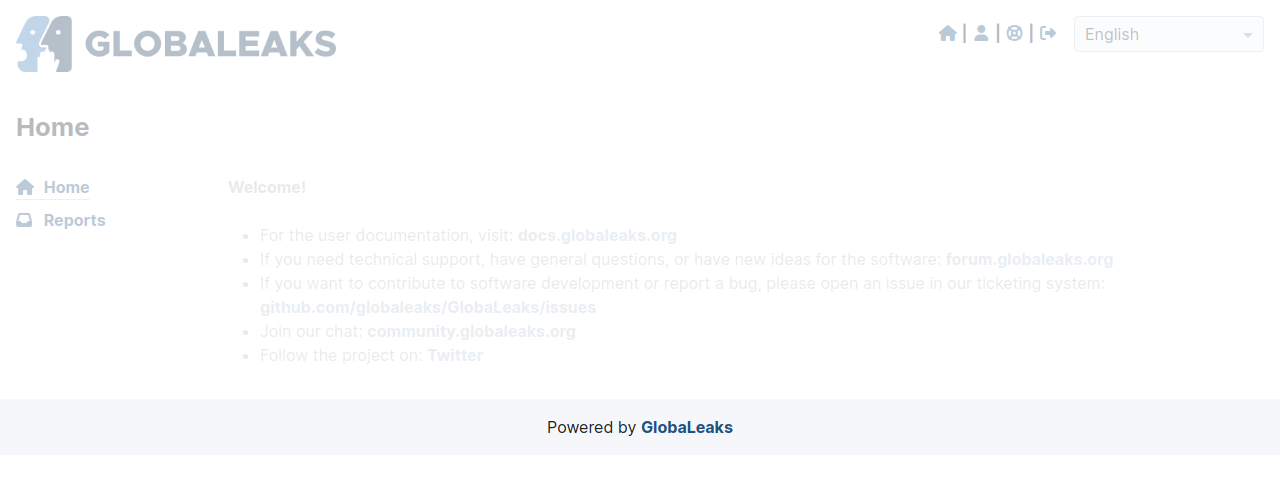 GLOBALEAKS
| | |
English
Home
Home
Reports
Welcome!
• For the user documentation, visit: docs.globaleaks.org
• If you need technical support, have general questions, or have new ideas for the software: forum.globaleaks.org
• If you want to contribute to software development or report a bug, please open an issue in our ticketing system:
github.com/globaleaks/GlobaLeaks/issues
• Join our chat: community.globaleaks.org
• Follow the project on: Twitter
Powered by GlobaLeaks